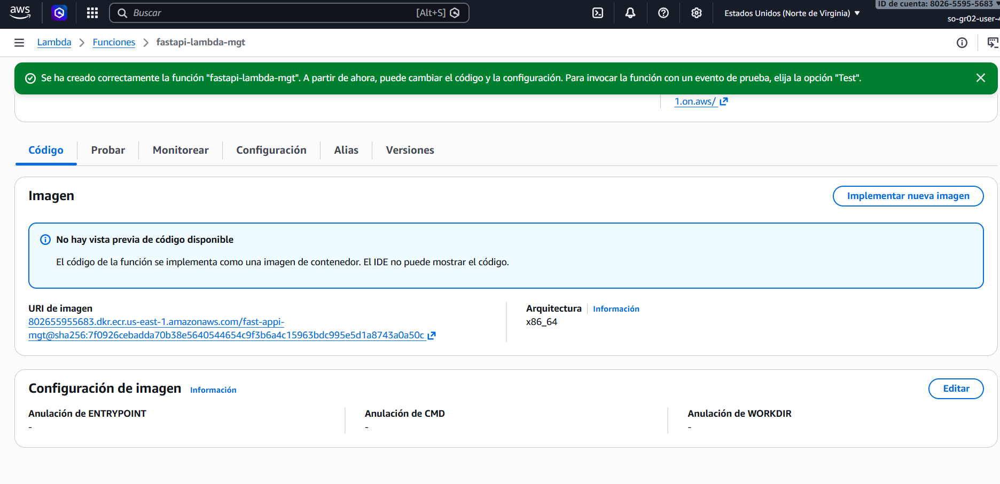 aws
Buscar
[Alt+S]
Estados Unidos (Norte de Virginia)
ID de cuenta: 8026-5595-5683
so-gr02-user-
Lambda
Funciones
fastapi-lambda-mgt
Se ha creado correctamente la función "fastapi-lambda-mgt". A partir de ahora, puede cambiar el código y la configuración. Para invocar la función con un evento de prueba, elija la opción "Test".
1.on.aws/
Código
Probar
Monitorear
Configuración
Alias
Versiones
Imagen
Implementar nueva imagen
No hay vista previa de código disponible
El código de la función se implementa como una imagen de contenedor. El IDE no puede mostrar el código.
URI de imagen
802655955683.dkr.ecr.us-east-1.amazonaws.com/fast-appi-
mgt@sha256:7f0926cebadda70b38e5640544654c9f3b6a4c15963bdc995e5d1a8743a0a50c
Arquitectura
Información
x86_64
Configuración de imagen
Información
Editar
Anulación de ENTRYPOINT
-
Anulación de CMD
-
Anulación de WORKDIR
-